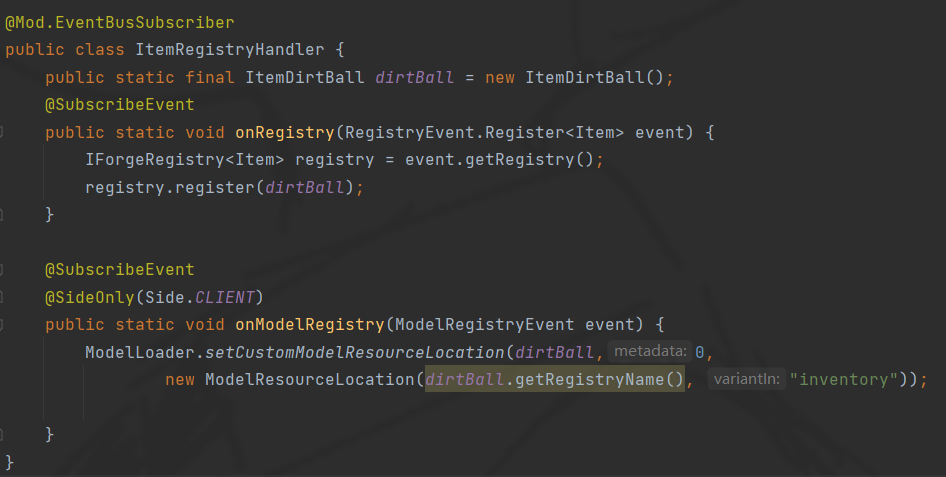 @Mod.EventBusSubscriber
public class ItemRegistryHandler {
    public static final ItemDirtBall dirtBall = new ItemDirtBall();
    @SubscribeEvent
    public static void onRegistry(RegistryEvent.Register<Item> event) {
        IForgeRegistry<Item> registry = event.getRegistry();
        registry.register(dirtBall);
    }

    @SubscribeEvent
    @SideOnly(Side.CLIENT)
    public static void onModelRegistry(ModelRegistryEvent event) {
        ModelLoader.setCustomModelResourceLocation(dirtBall, metadata: 0,
                new ModelResourceLocation(dirtBall.getRegistryName(), variantIn: "inventory"));

    }
}